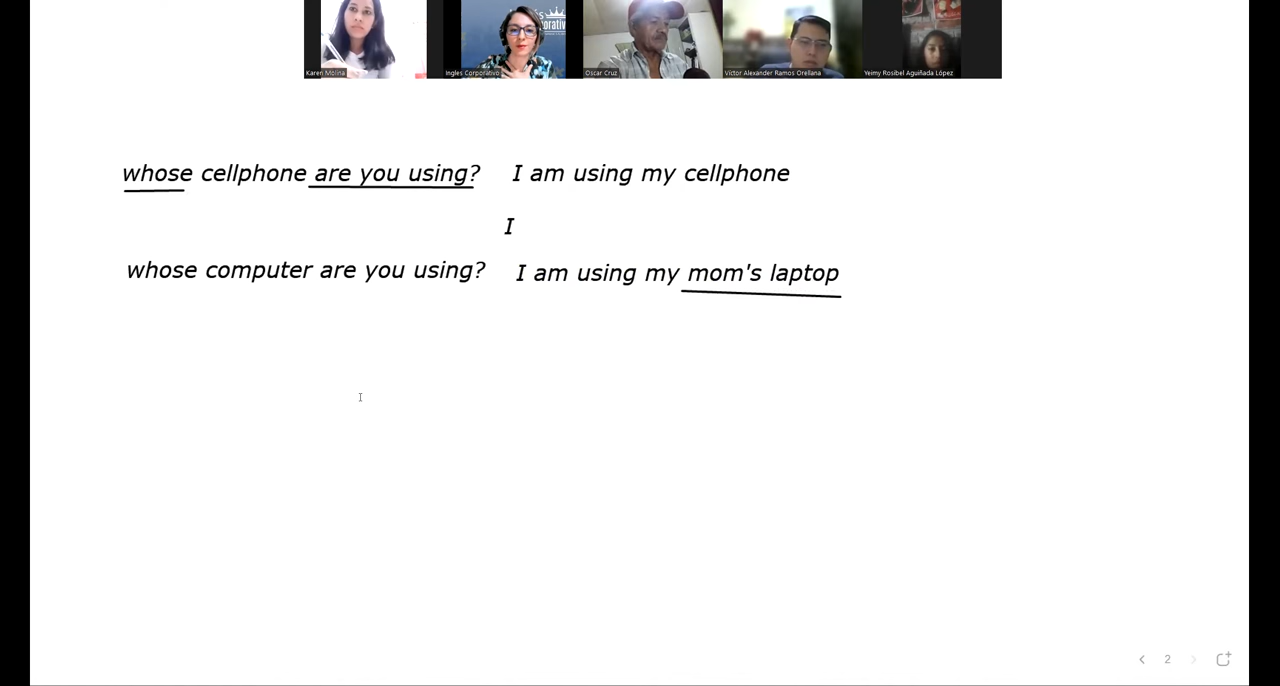 Karen Molina
Ingles Corporativo
Oscar Cruz
Victor Alexander Ramos Orellana
Yeimy Rosibel Aguiñada López
whose cellphone are you using? I am using my cellphone
I
whose computer are you using? I am using my mom's laptop
2